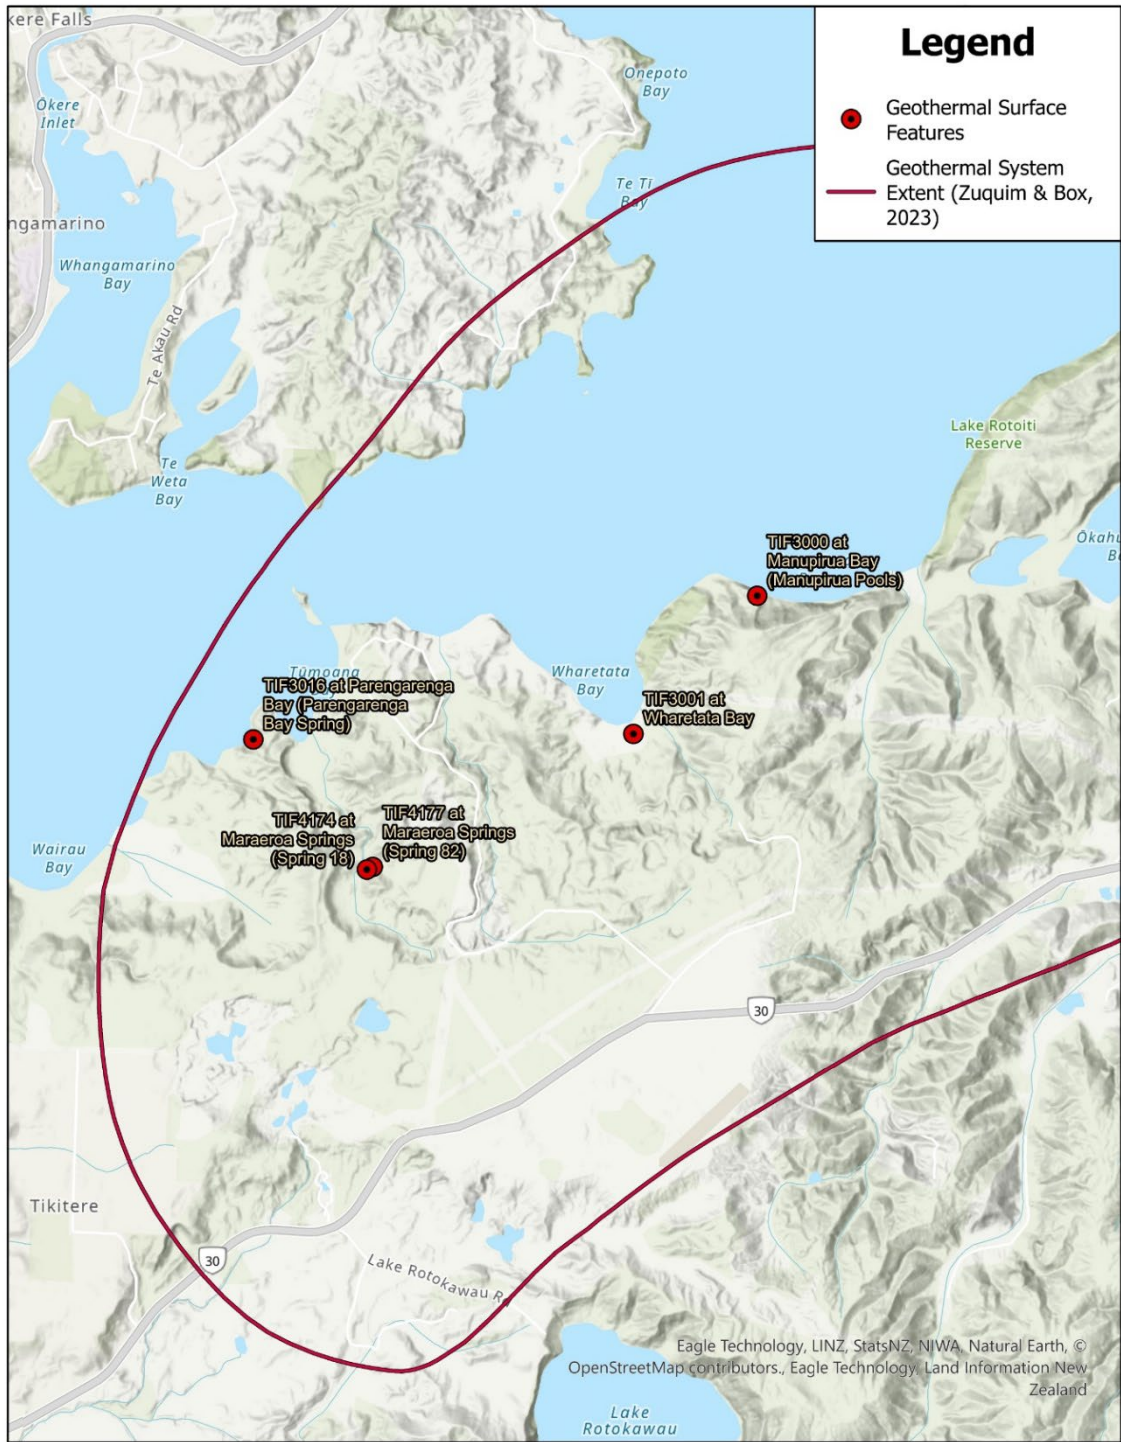 kere Falls
Ōkere
Inlet
ngamarino
Whangamarino
Bay
Te Akau Rd
Te
Weta
Bay
Onepoto
Bay
Te Tī
Bay
Legend
Geothermal Surface
Features
Geothermal System
Extent (Zuquim & Box,
2023)
Lake Rotoiti
Reserve
Ōkahu
B
TIF3000 at
Manupirua Bay
(Manupirua Pools)
Wharetata
Bay
TIF3001 at
Wharetata Bay
Tūmoana
TIF3016 at Parengarenga
Bay (Parengarenga
Bay Spring)
TIF4174 at
Maraeroa Springs
(Spring 18)
TIF4177 at
Maraeroa Springs
(Spring 82)
Wairau
Bay
30
Tikitere
30
Lake Rotokawau Rd
Lake
Rotokawau
Eagle Technology, LINZ, StatsNZ, NIWA, Natural Earth, ©
OpenStreetMap contributors., Eagle Technology, Land Information New
Zealand